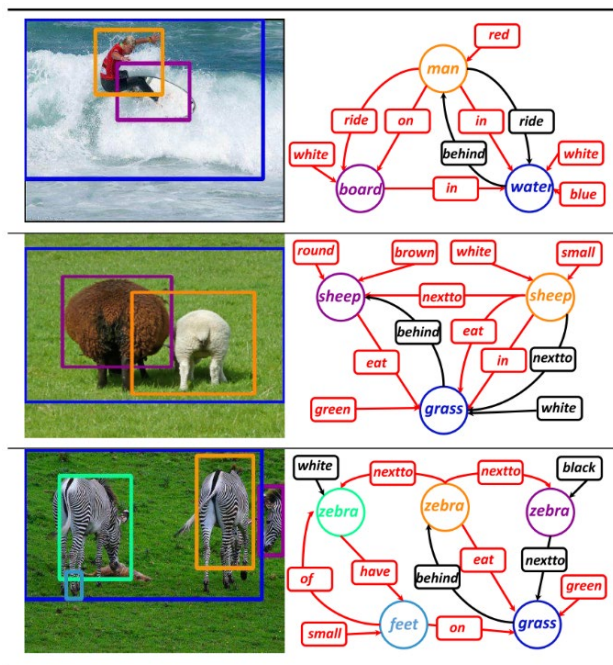 red
man
ride
on
in
ride
white
behind
white
board
in
water
blue
round
brown
white
small
sheep
nextto
sheep
behind
eat
eat
in
nextto
green
grass
white
white
nextto
nextto
black
zebra
zebra
zebra
of
have
behind
eat
nextto
green
small
feet
on
grass